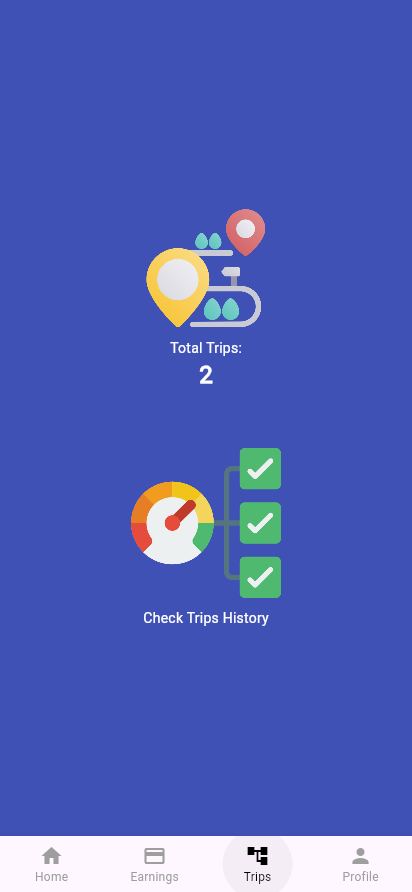 Total Trips:
2
Check Trips History
Home
Earnings
Trips
Profile